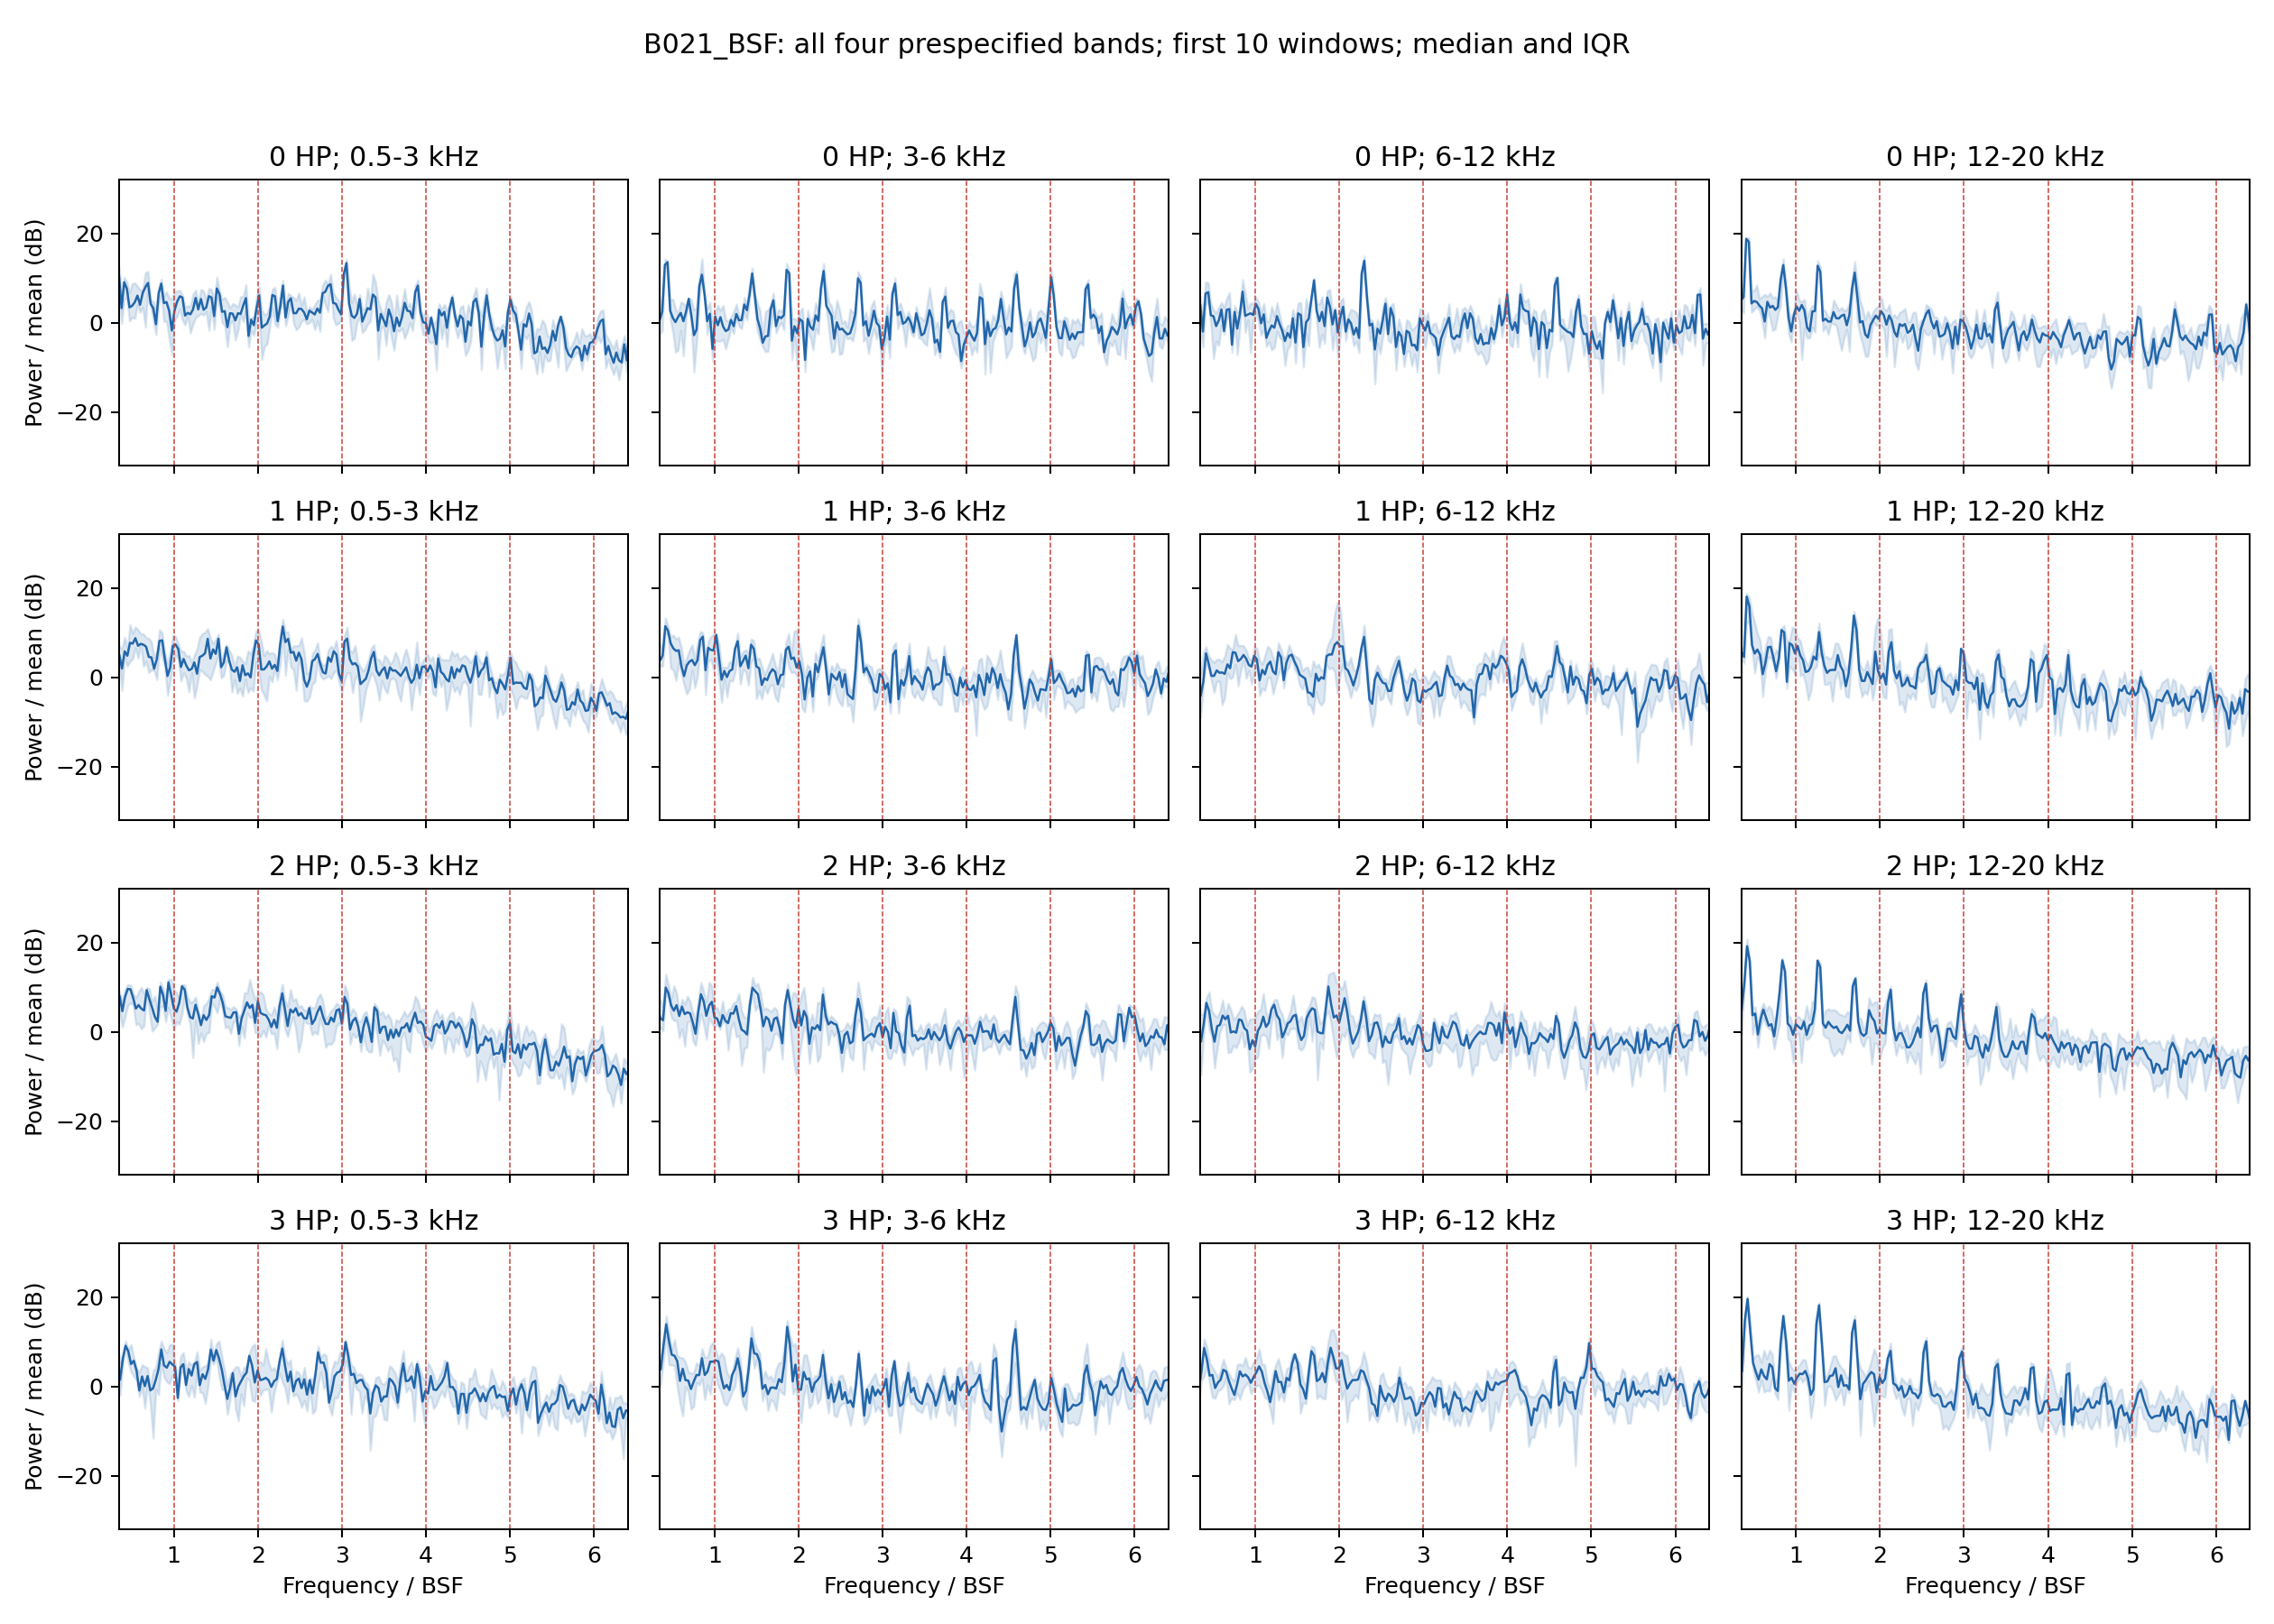 B021_BSF: all four prespecified bands; first 10 windows; median and IQR
0 HP; 0.5-3 kHz
0 HP; 3-6 kHz
0 HP; 6-12 kHz
0 HP; 12-20 kHz
Power / mean (dB)
20
0
−20
1 HP; 0.5-3 kHz
1 HP; 3-6 kHz
1 HP; 6-12 kHz
1 HP; 12-20 kHz
Power / mean (dB)
20
0
−20
2 HP; 0.5-3 kHz
2 HP; 3-6 kHz
2 HP; 6-12 kHz
2 HP; 12-20 kHz
Power / mean (dB)
20
0
−20
3 HP; 0.5-3 kHz
3 HP; 3-6 kHz
3 HP; 6-12 kHz
3 HP; 12-20 kHz
Power / mean (dB)
20
0
−20
1 2 3 4 5 6
1 2 3 4 5 6
1 2 3 4 5 6
1 2 3 4 5 6
Frequency / BSF
Frequency / BSF
Frequency / BSF
Frequency / BSF